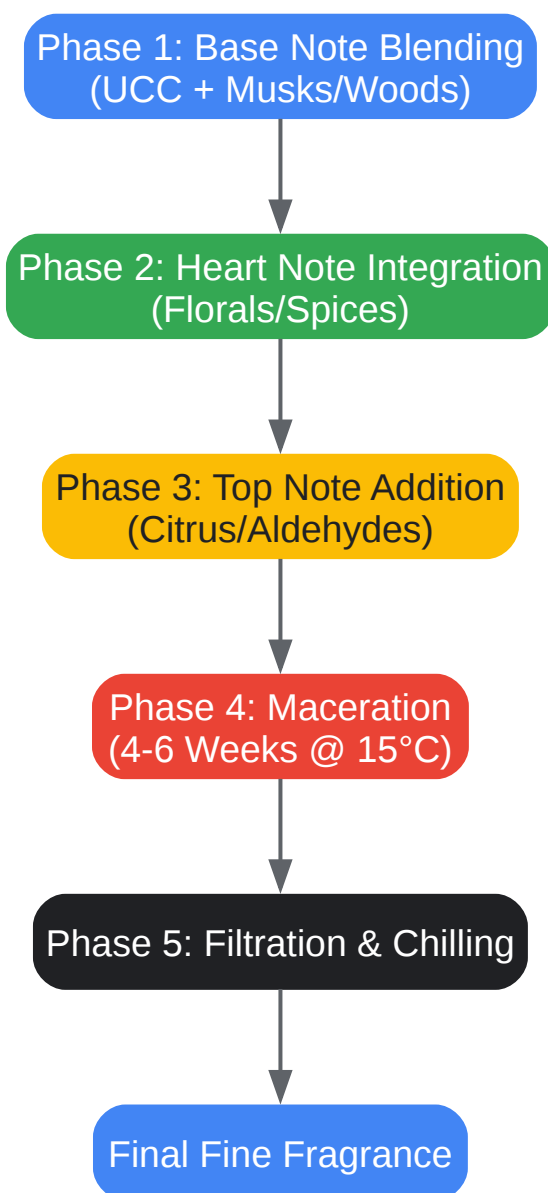 Phase 1: Base Note Blending
(UCC + Musks/Woods)
Phase 2: Heart Note Integration
(Florals/Spices)
Phase 3: Top Note Addition
(Citrus/Aldehydes)
Phase 4: Maceration
(4-6 Weeks @ 15°C)
Phase 5: Filtration & Chilling
Final Fine Fragrance